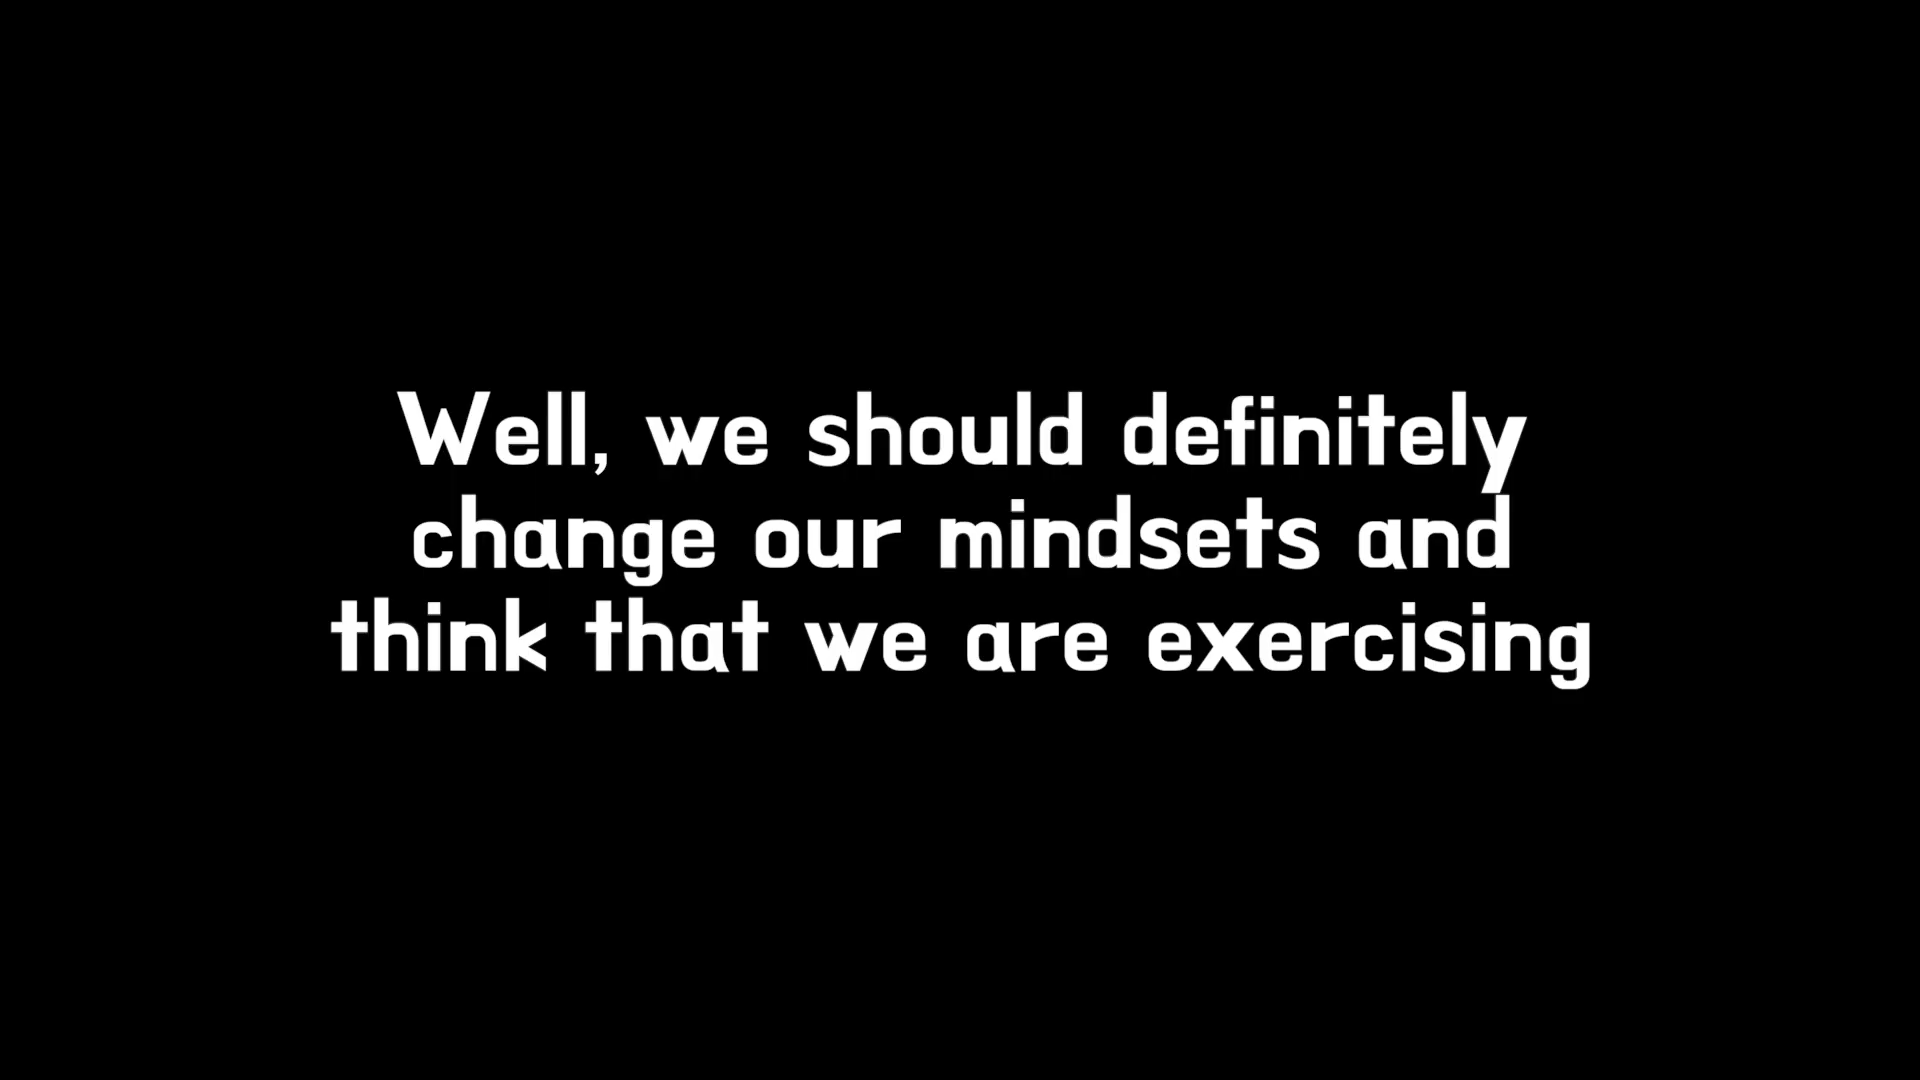 Well, we should definitely
change our mindsets and
think that we are exercising